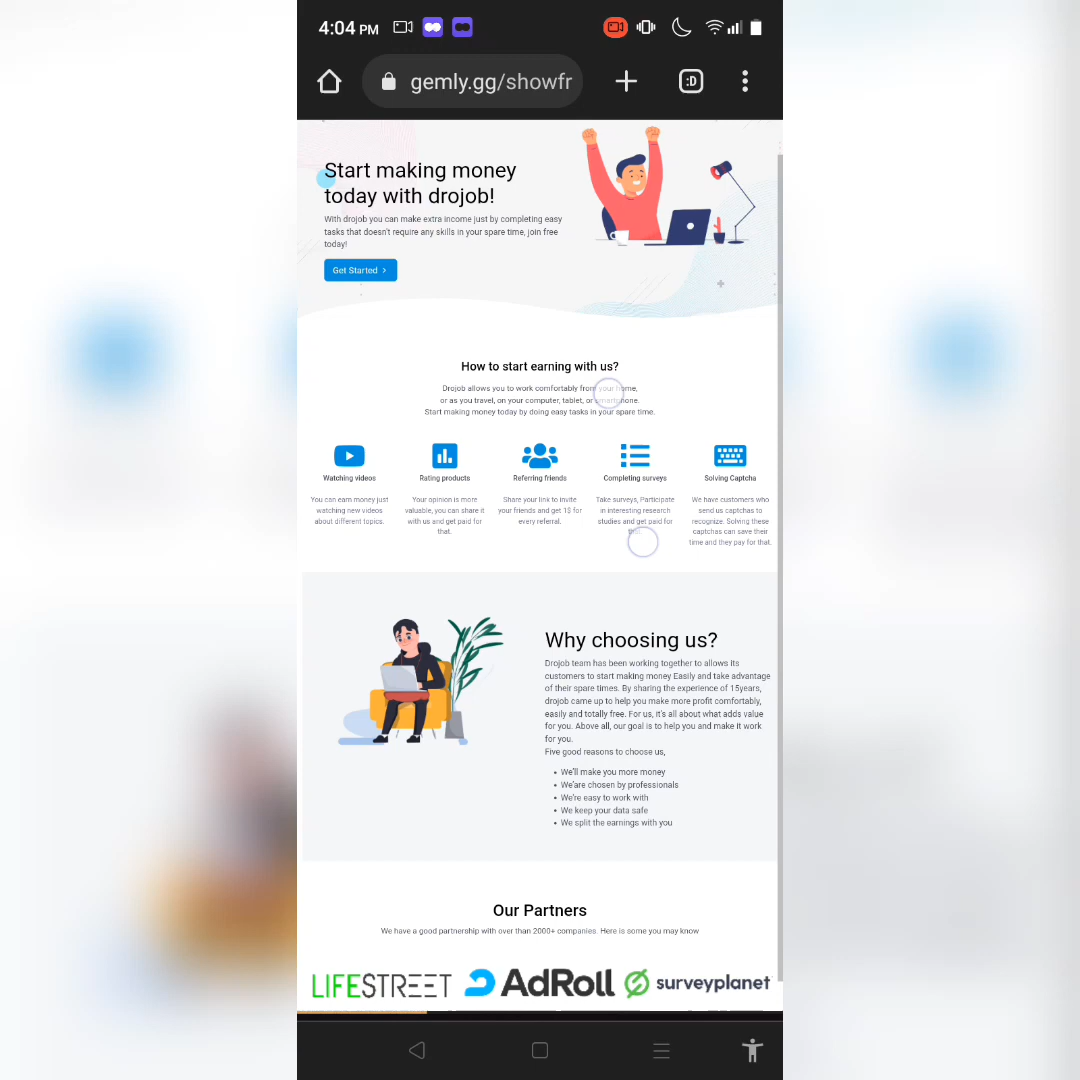 4:04 PM
gemly.gg/showfr
:D
Start making money
today with drojob!
With drojob you can make extra income just by completing easy
tasks that doesn't require any skills in your spare time, join free
today!
Get Started >
How to start earning with us?
Drojob allows you to work comfortably from your home,
or as you travel, on your computer, tablet, or smartphone.
Start making money today by doing easy tasks in your spare time.
Watching videos
You can earn money just
watching new videos
about different topics.
Rating products
Your opinion is more
valuable, you can share it
with us and get paid for
that.
Referring friends
Share your link to invite
your friends and get 1$ for
every referral.
Completing surveys
Take surveys, Participate
in interesting research
studies and get paid for
that.
Solving Captcha
We have customers who
send us captchas to
recognize. Solving these
captchas can save their
time and they pay for that.
Why choosing us?
Drojob team has been working together to allows its
customers to start making money Easily and take advantage
of their spare times. By sharing the experience of 15years,
drojob came up to help you make more profit comfortably,
easily and totally free. For us, it's all about what adds value
for you. Above all, our goal is to help you and make it work
for you.
Five good reasons to choose us,
• We'll make you more money
• We'are chosen by professionals
• We're easy to work with
• We keep your data safe
• We split the earnings with you
Our Partners
We have a good partnership with over than 2000+ companies. Here is some you may know
LIFESTREET AdRoll surveyplanet